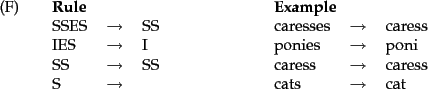 (F) Rule Example
SSES → SS caresses → caress
IES → I ponies → poni
SS → SS caress → caress
S → cats → cat